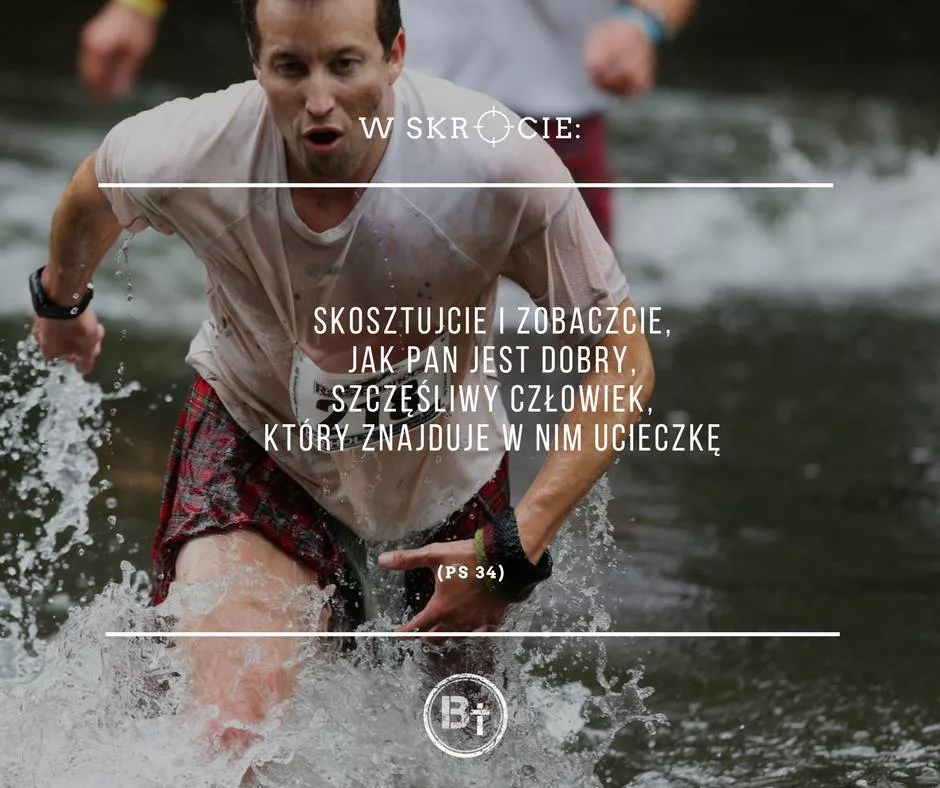 W SKRÓCIE:
SKOSZTUJCIE I ZOBACZCIE,
JAK PAN JEST DOBRY,
SZCZĘŚLIWY CZŁOWIEK,
KTÓRY ZNAJDUJE W NIM UCIECZKĘ
(PS 34)
Bt